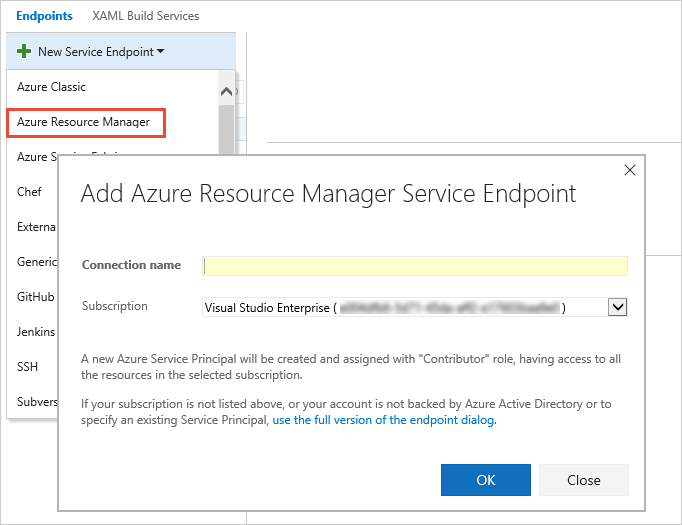 Endpoints XAML Build Services
New Service Endpoint
Azure Classic
Azure Resource Manager
Azure
Chef
Externa
Generic
GitHub
Jenkins
SSH
Subvers
Add Azure Resource Manager Service Endpoint
Connection name
Subscription
Visual Studio Enterprise ( )
A new Azure Service Principal will be created and assigned with "Contributor" role, having access to all
the resources in the selected subscription.
If your subscription is not listed above, or your account is not backed by Azure Active Directory or to
specify an existing Service Principal, use the full version of the endpoint dialog.
OK
Close